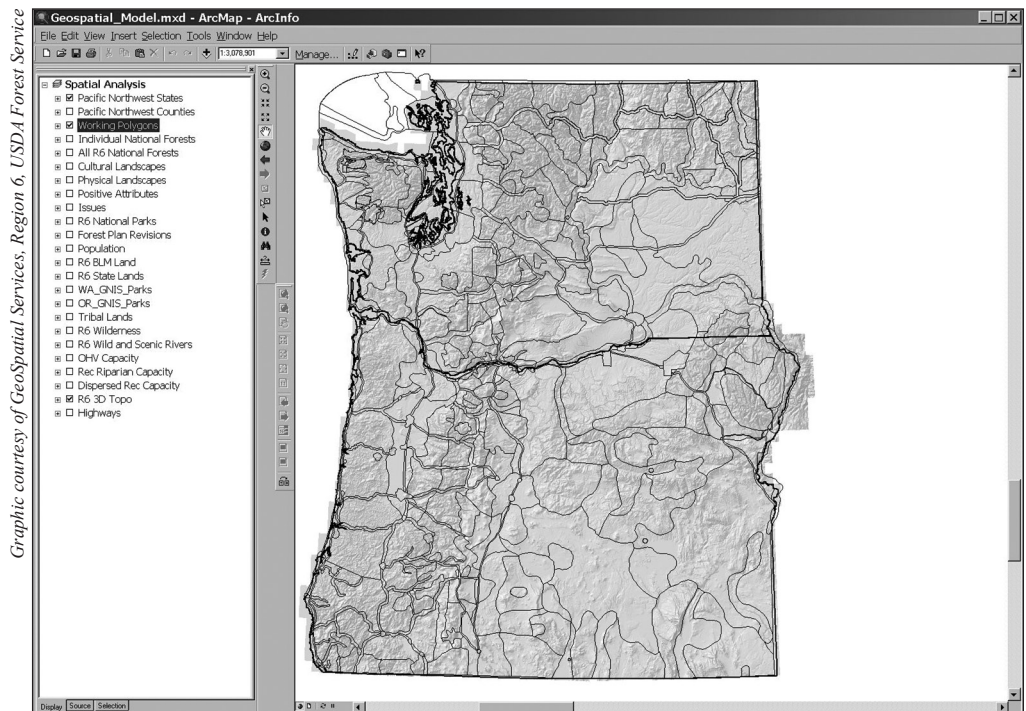 Graphic courtesy of GeoSpatial Services, Region 6, USDA Forest Service
Geospatial_Model.mxd - ArcMap - ArcInfo
File Edit View Insert Selection Tools Window Help
1:3,078,901 Manage...
Spatial Analysis
Pacific Northwest States
Pacific Northwest Counties
Working Polygons
Individual National Forests
All R6 National Forests
Cultural Landscapes
Physical Landscapes
Positive Attributes
Issues
R6 National Parks
Forest Plan Revisions
Population
R6 BLM Land
R6 State Lands
WA_GNIS_Parks
OR_GNIS_Parks
Tribal Lands
R6 Wilderness
R6 Wild and Scenic Rivers
OHV Capacity
Rec Riparian Capacity
Dispersed Rec Capacity
R6 3D Topo
Highways
Display Source Selection